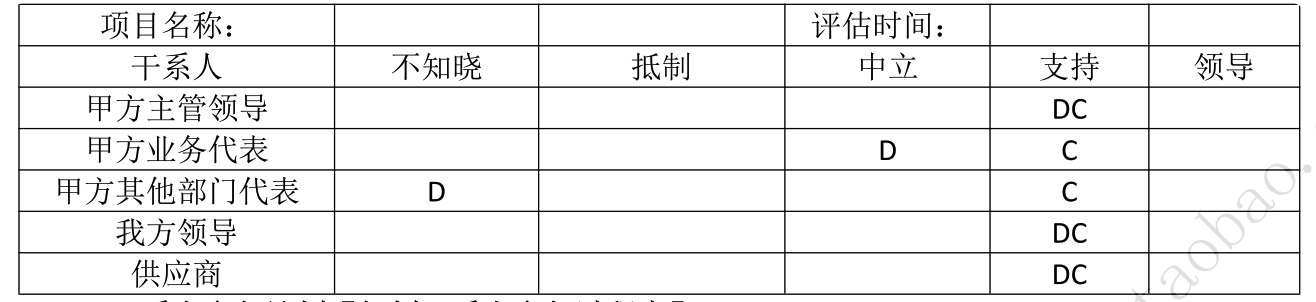 项目名称： 评估时间：
干系人 不知晓 抵制 中立 支持 领导
甲方主管领导 DC
甲方业务代表 D C
甲方其他部门代表 D C
我方领导 DC
供应商 DC
taobao.